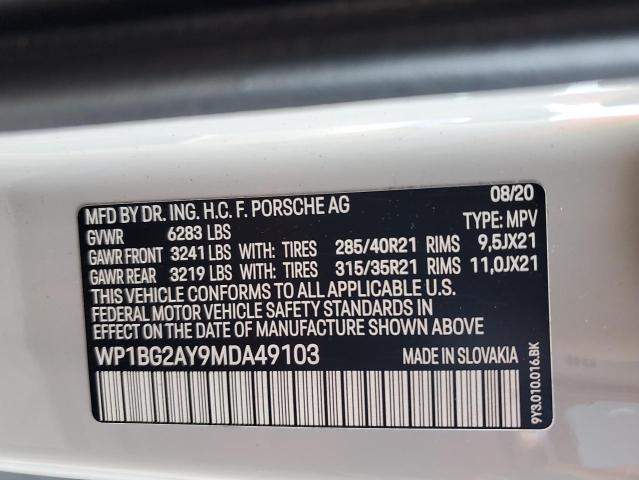 MFD BY DR. ING. H.C. F. PORSCHE AG 08/20
GVWR 6283 LBS TYPE: MPV
GAWR FRONT 3241 LBS WITH: TIRES 285/40R21 RIMS 9,5JX21
GAWR REAR 3219 LBS WITH: TIRES 315/35R21 RIMS 11,0JX21
THIS VEHICLE CONFORMS TO ALL APPLICABLE U.S.
FEDERAL MOTOR VEHICLE SAFETY STANDARDS IN
EFFECT ON THE DATE OF MANUFACTURE SHOWN ABOVE.
WP1BG2AY9MDA49103 MADE IN SLOVAKIA
9Y3.010.016.BK